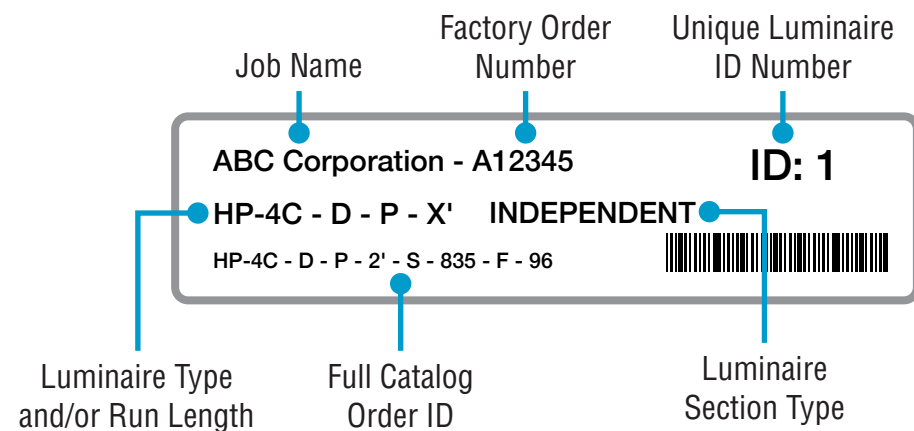 Job Name
Factory Order
Number
Unique Luminaire
ID Number
ABC Corporation - A12345
ID: 1
HP-4C - D - P - X' INDEPENDENT
HP-4C - D - P - 2' - S - 835 - F - 96
Luminaire Type
and/or Run Length
Full Catalog
Order ID
Luminaire
Section Type